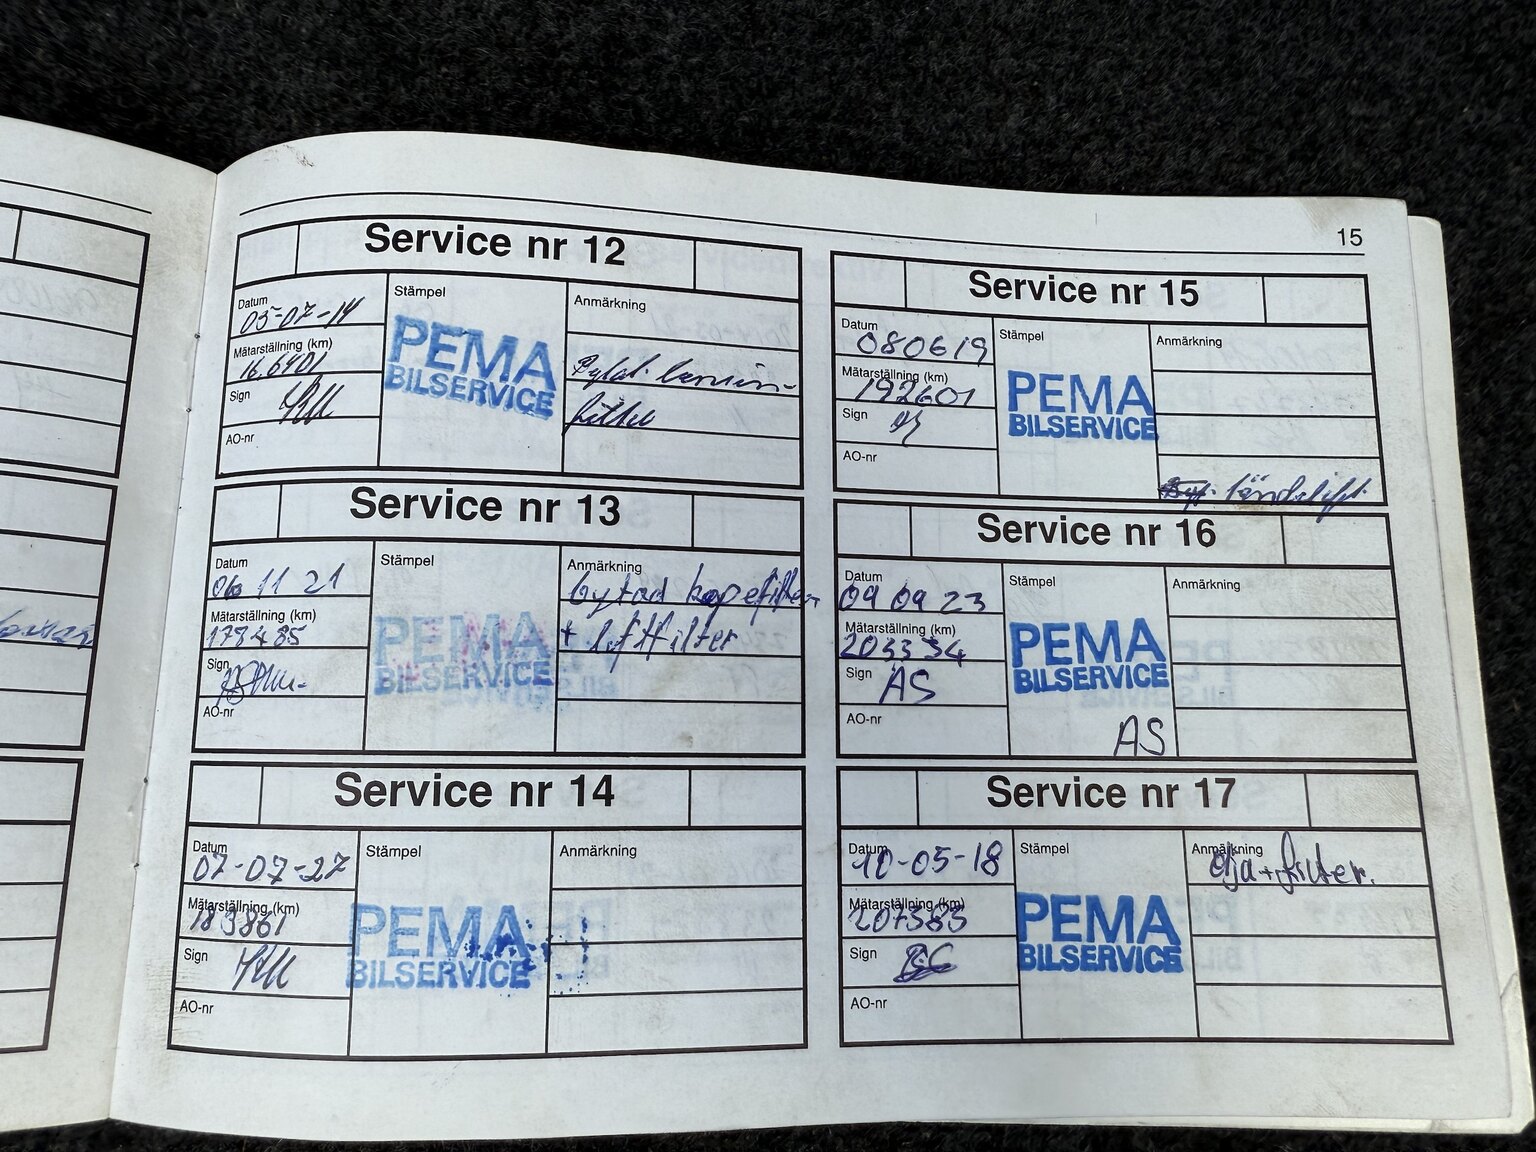 15
Service nr 12
Datum
05-07-14
Mätarställning (km)
Sign
AO-nr
Stämpel
PEMA
BILSERVICE
Anmärkning
Service nr 13
Datum
06 11 21
Mätarställning (km)
178485
Sign
AO-nr
Stämpel
PEMA
BILSERVICE
Anmärkning
bytad kopefilter
+ luftfilter
Service nr 14
Datum
07-07-27
Mätarställning (km)
183861
Sign
AO-nr
Stämpel
PEMA
BILSERVICE
Anmärkning
Service nr 15
Datum
080619
Mätarställning (km)
192601
Sign
AO-nr
Stämpel
PEMA
BILSERVICE
Anmärkning
tändstift
Service nr 16
Datum
09 09 23
Mätarställning (km)
203334
Sign
AS
AO-nr
Stämpel
PEMA
BILSERVICE
AS
Anmärkning
Service nr 17
Datum
10-05-18
Mätarställning (km)
207383
Sign
AO-nr
Stämpel
PEMA
BILSERVICE
Anmärkning
olja+filter.